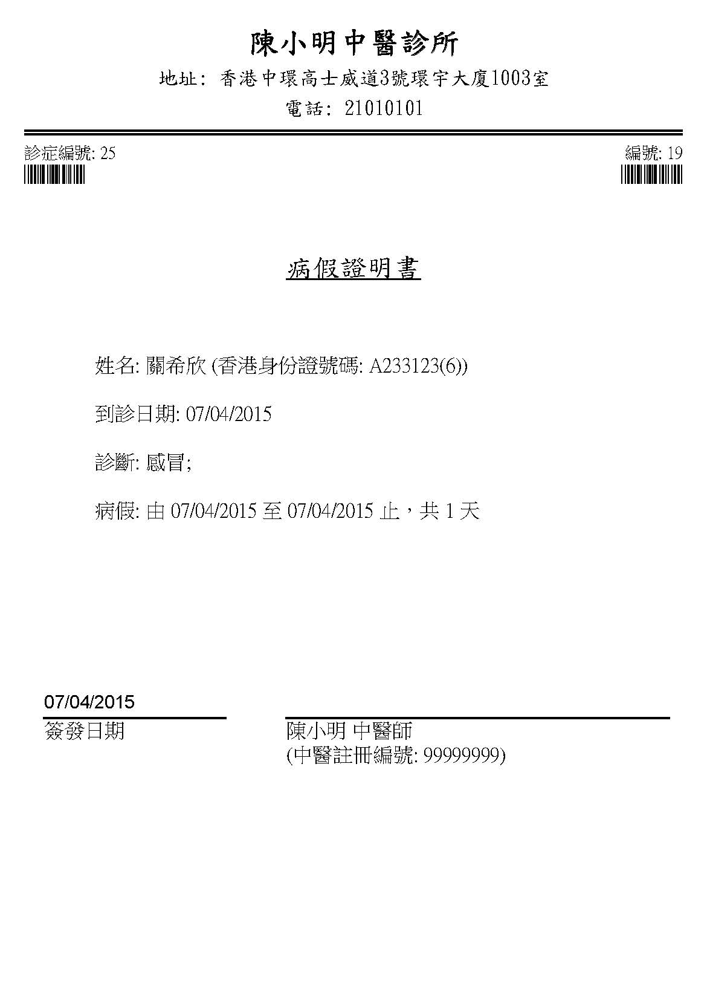 陳小明中醫診所
地址: 香港中環高士威道3號環宇大廈1003室
電話: 21010101
診症編號: 25
編號: 19
病假證明書
姓名: 關希欣 (香港身份證號碼: A233123(6))
到診日期: 07/04/2015
診斷: 感冒;
病假: 由 07/04/2015 至 07/04/2015 止，共 1 天
07/04/2015
簽發日期
陳小明 中醫師
(中醫註冊編號: 99999999)